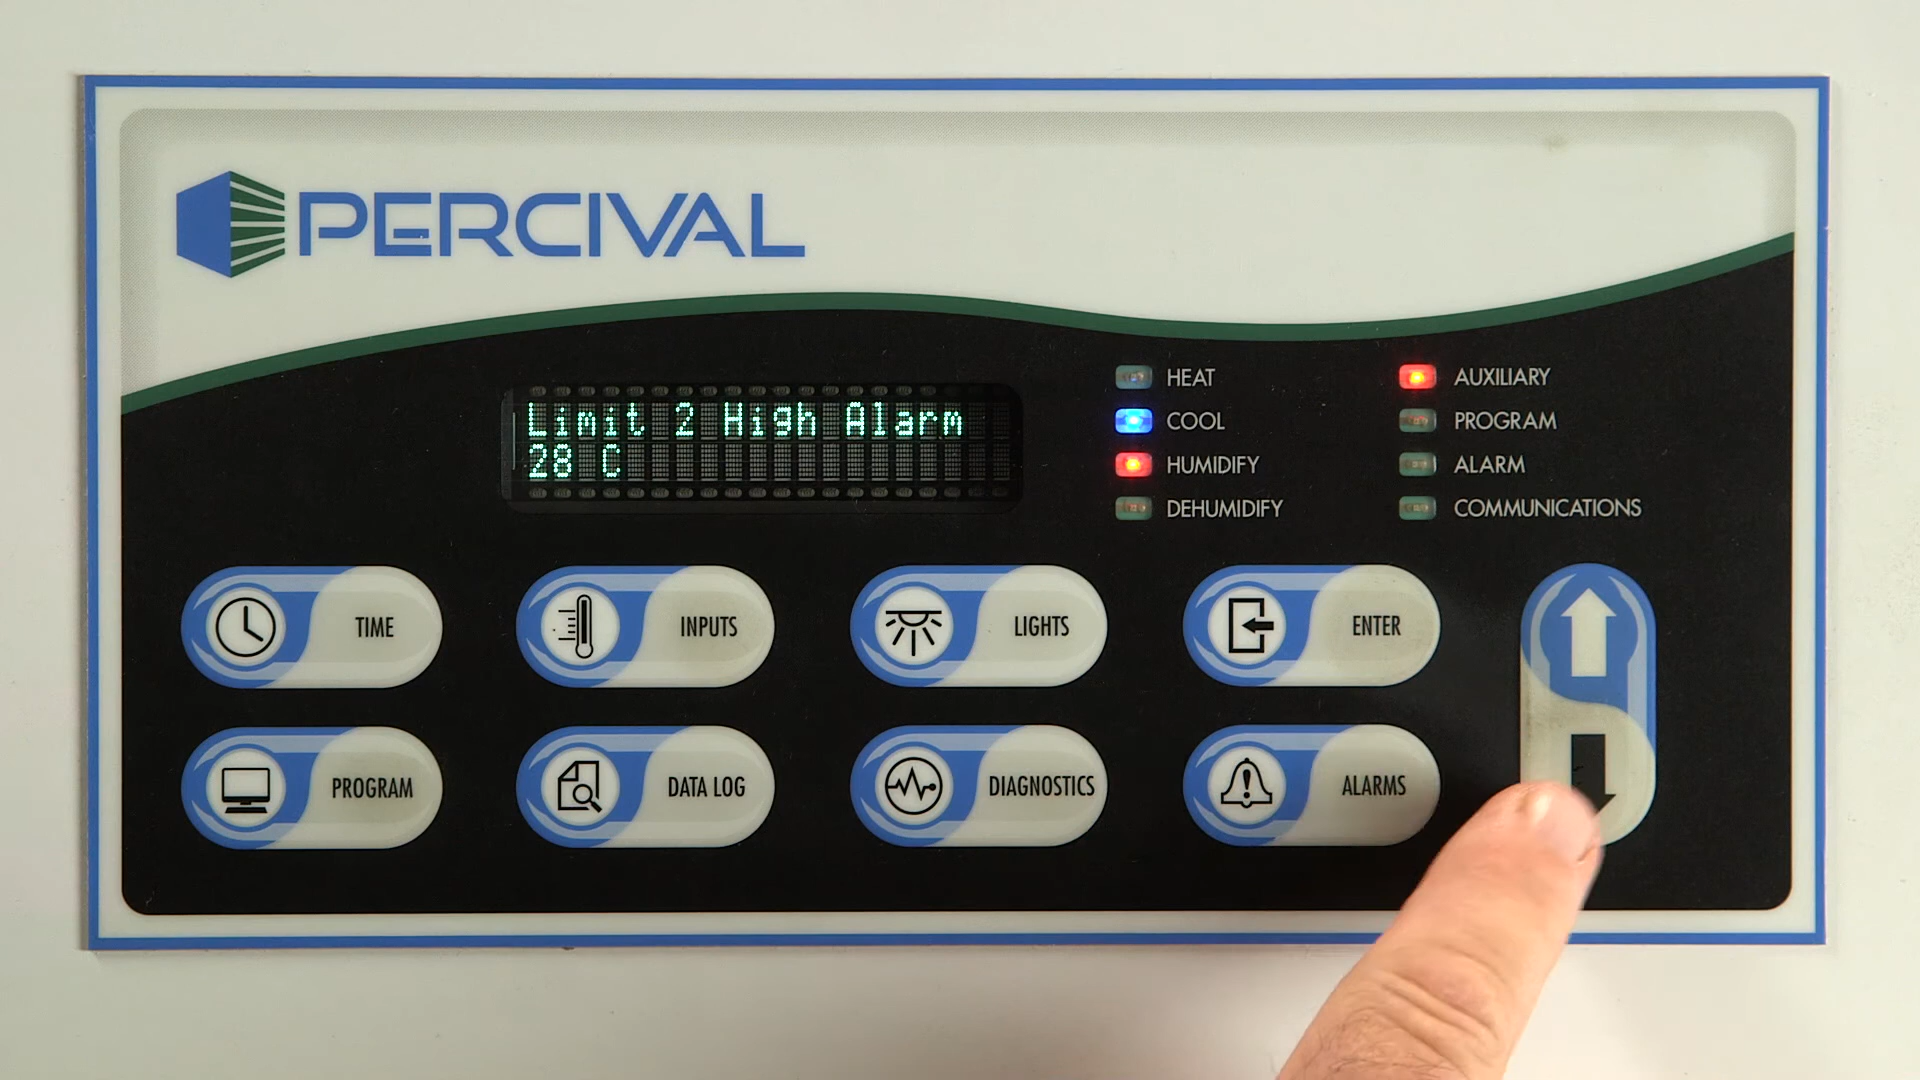 PERCIVAL
Limit 2 High Alarm
28 C
HEAT
COOL
HUMIDIFY
DEHUMIDIFY
AUXILIARY
PROGRAM
ALARM
COMMUNICATIONS
TIME
INPUTS
LIGHTS
ENTER
PROGRAM
DATA LOG
DIAGNOSTICS
ALARMS